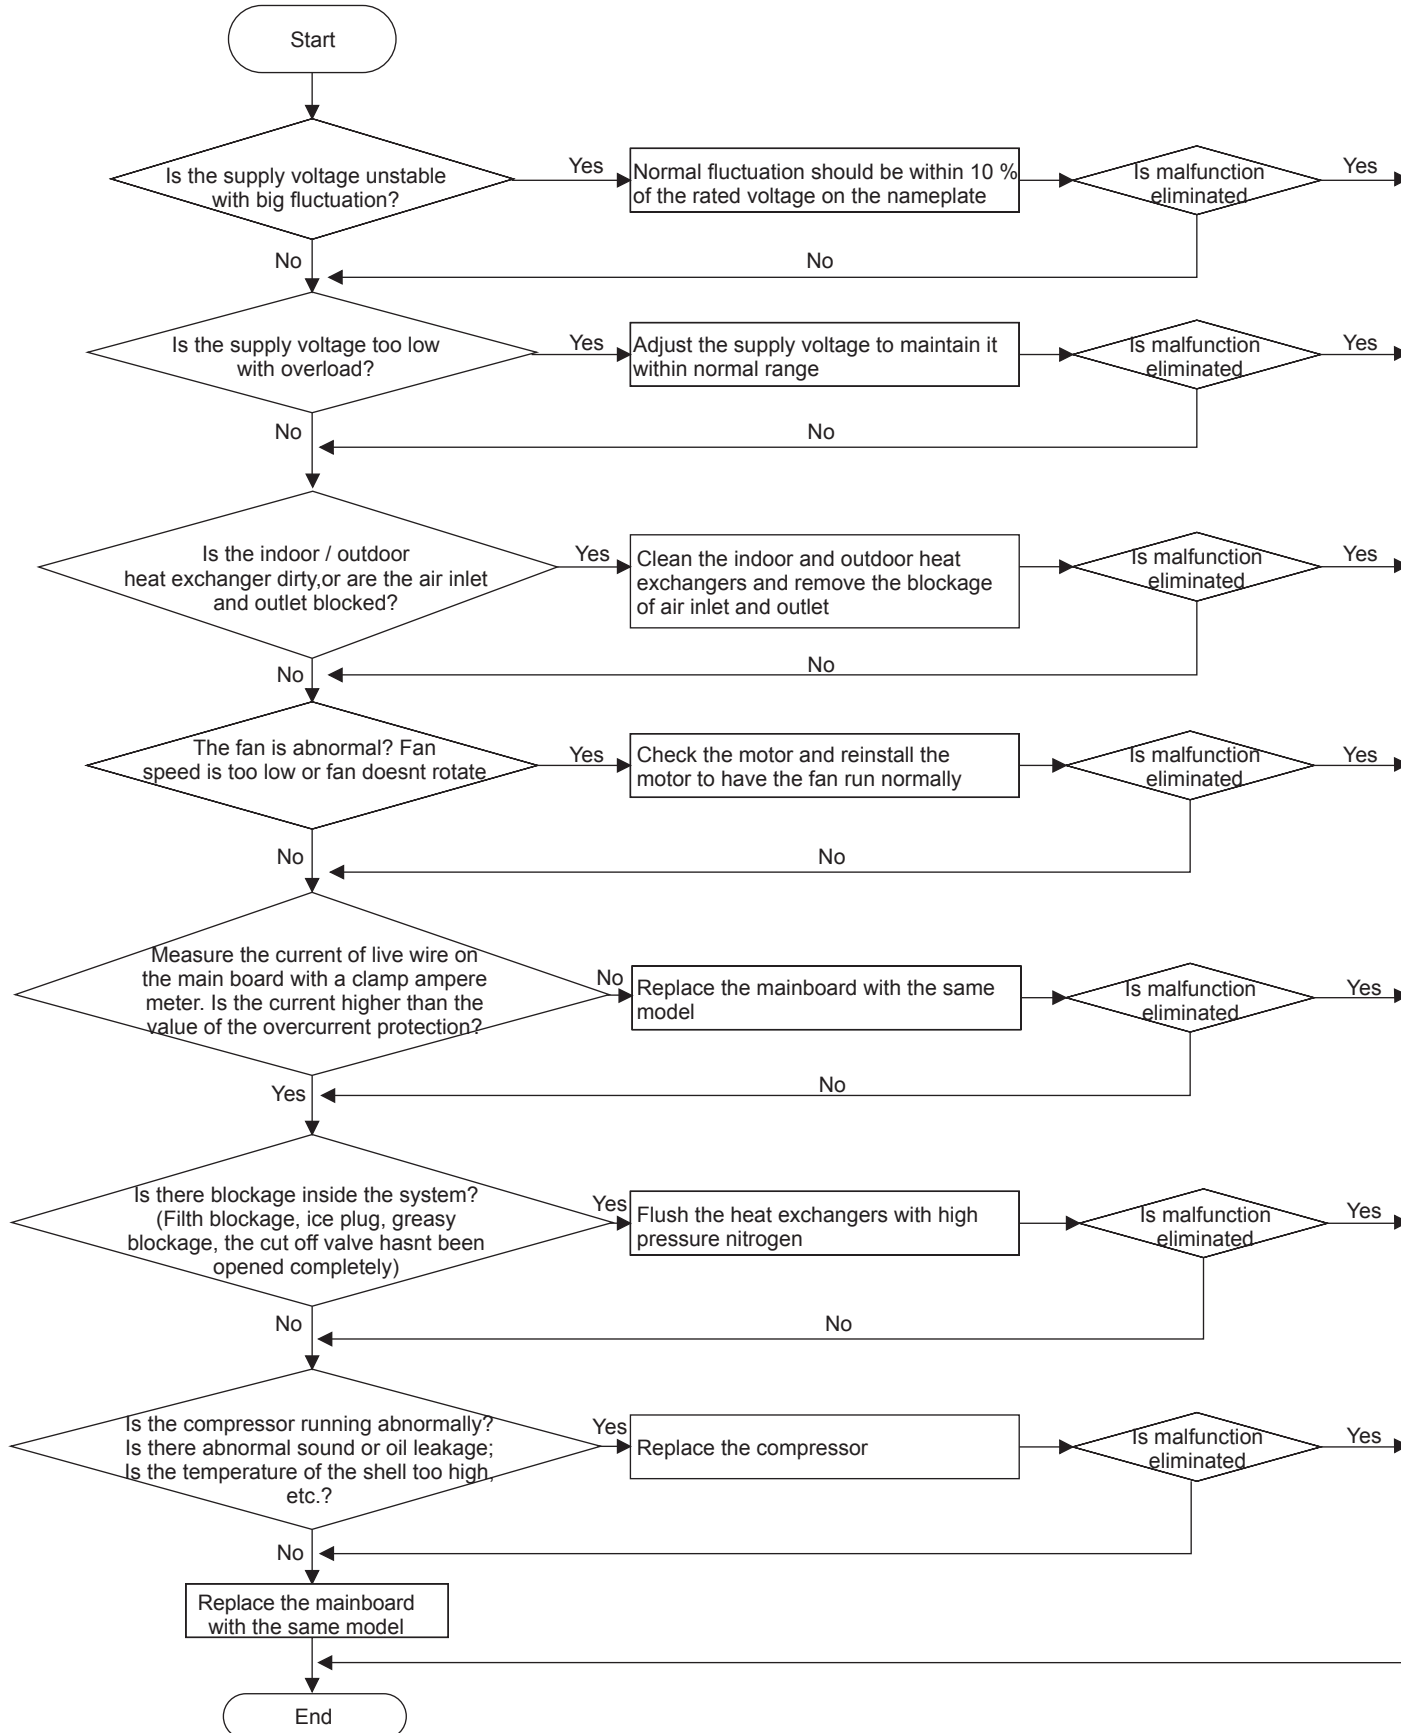 Start
Is the supply voltage unstable
with big fluctuation?
Yes
Normal fluctuation should be within 10 %
of the rated voltage on the nameplate
Is malfunction
eliminated
Yes
No
No
Is the supply voltage too low
with overload?
Yes
Adjust the supply voltage to maintain it
within normal range
Is malfunction
eliminated
Yes
No
No
Is the indoor / outdoor
heat exchanger dirty,or are the air inlet
and outlet blocked?
Yes
Clean the indoor and outdoor heat
exchangers and remove the blockage
of air inlet and outlet
Is malfunction
eliminated
Yes
No
No
The fan is abnormal? Fan
speed is too low or fan doesnt rotate
Yes
Check the motor and reinstall the
motor to have the fan run normally
Is malfunction
eliminated
Yes
No
No
Measure the current of live wire on
the main board with a clamp ampere
meter. Is the current higher than the
value of the overcurrent protection?
No
Replace the mainboard with the same
model
Is malfunction
eliminated
Yes
Yes
No
Is there blockage inside the system?
(Filth blockage, ice plug, greasy
blockage, the cut off valve hasnt been
opened completely)
Yes
Flush the heat exchangers with high
pressure nitrogen
Is malfunction
eliminated
Yes
No
No
Is the compressor running abnormally?
Is there abnormal sound or oil leakage;
Is the temperature of the shell too high,
etc.?
Yes
Replace the compressor
Is malfunction
eliminated
Yes
No
Replace the mainboard
with the same model
End